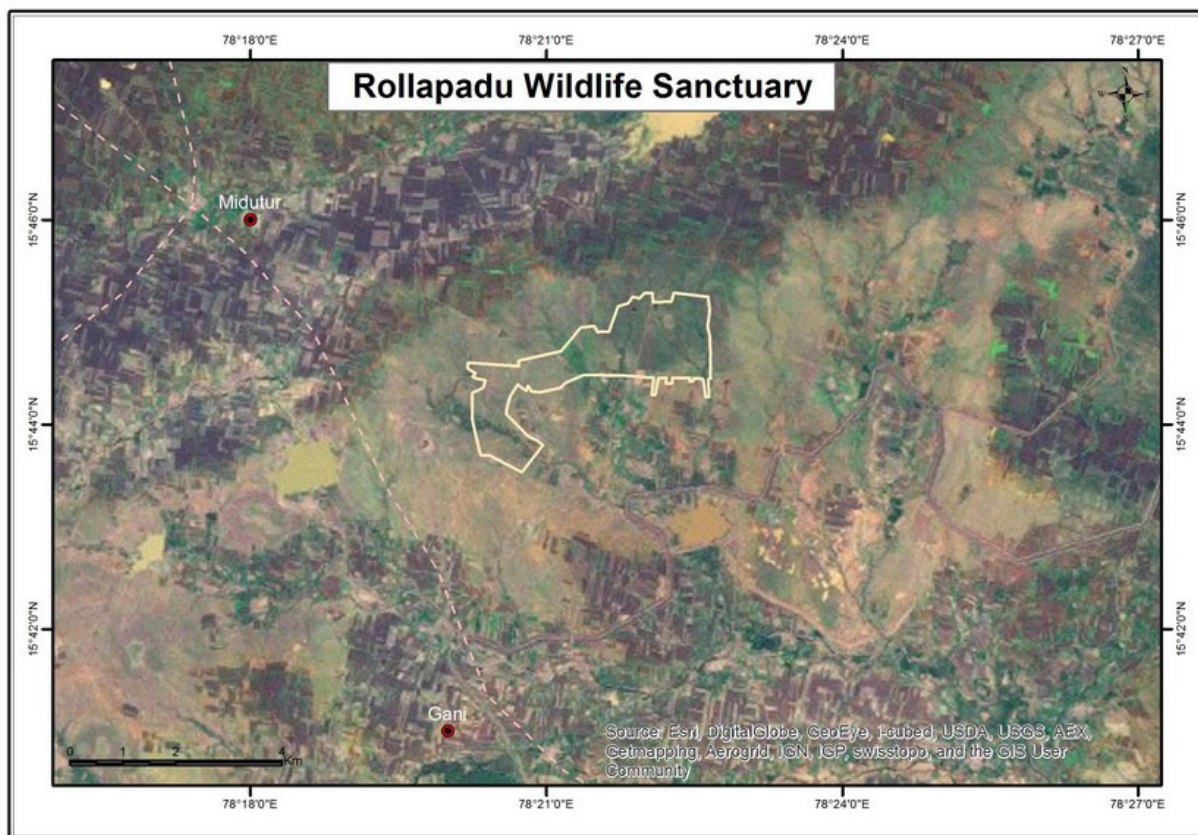 78°18'0"E 78°21'0"E 78°24'0"E 78°27'0"E
Rollapadu Wildlife Sanctuary
N
W E
Midutur
15°46'0"N 15°46'0"N
15°44'0"N 15°44'0"N
15°42'0"N 15°42'0"N
Gani
Source: Esri, DigitalGlobe, GeoEye, i-cubed, USDA, USGS, AEX,
Getmapping, Aerogrid, IGN, IGP, swisstopo, and the GIS User
Community
0 1 2 4
Km
78°18'0"E 78°21'0"E 78°24'0"E 78°27'0"E